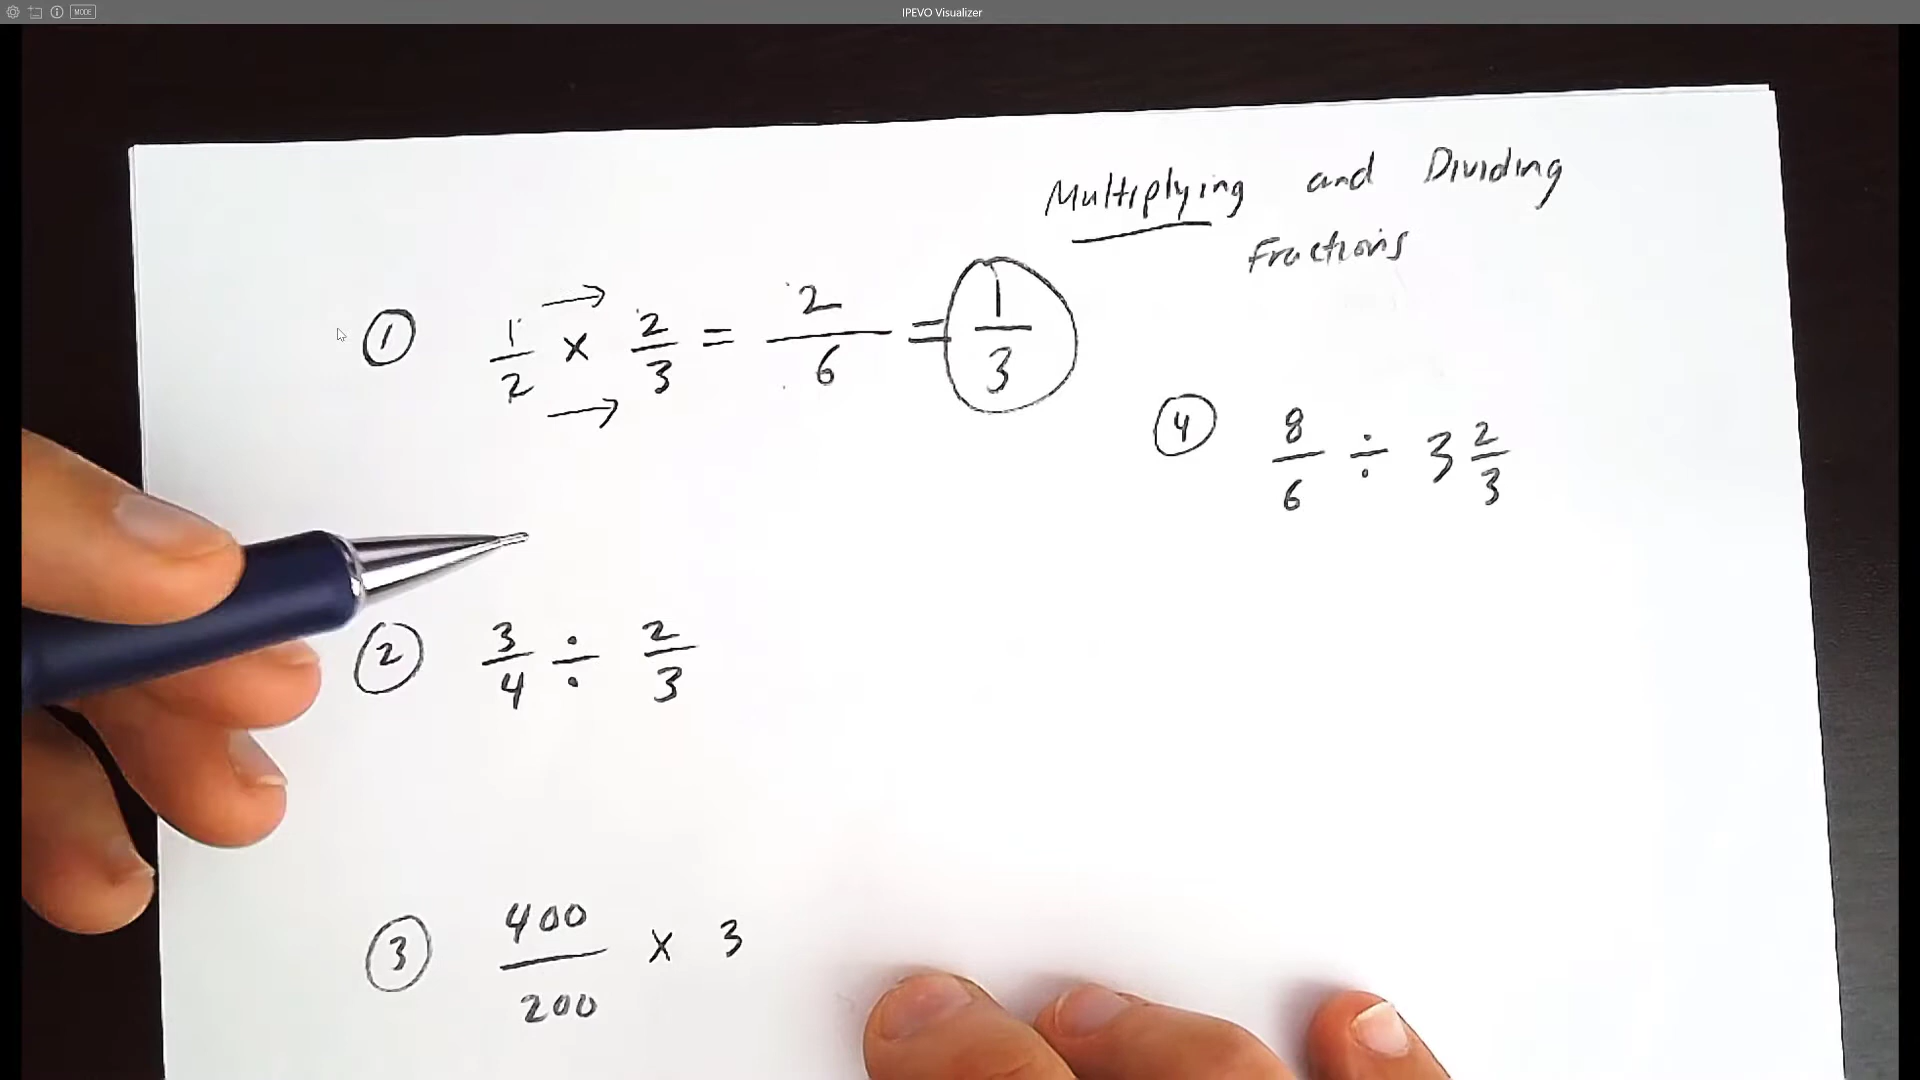 MODE
IPEVO Visualizer
Multiplying and Dividing
Fractions
① 1/2 × 2/3 = 2/6 = 1/3
④ 8/6 ÷ 3 2/3
② 3/4 ÷ 2/3
③ 400/200 × 3